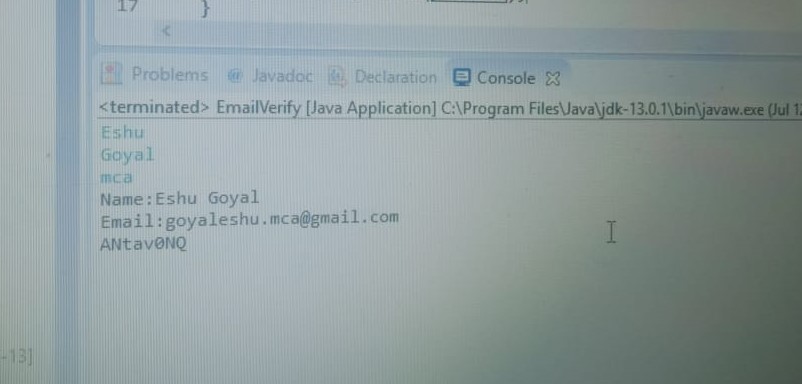 17 }
<
Problems @ Javadoc Declaration Console
<terminated> EmailVerify [Java Application] C:\Program Files\Java\jdk-13.0.1\bin\javaw.exe (Jul 1
Eshu
Goyal
mca
Name:Eshu Goyal
Email:goyaleshu.mca@gmail.com
ANtav0NQ
-13]